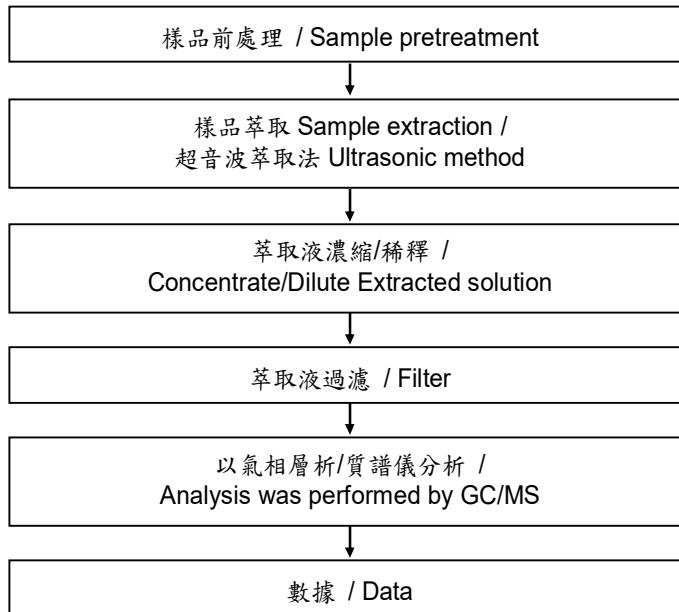 樣品前處理 / Sample pretreatment
樣品萃取 Sample extraction /
超音波萃取法 Ultrasonic method
萃取液濃縮/稀釋 /
Concentrate/Dilute Extracted solution
萃取液過濾 / Filter
以氣相層析/質譜儀分析 /
Analysis was performed by GC/MS
數據 / Data